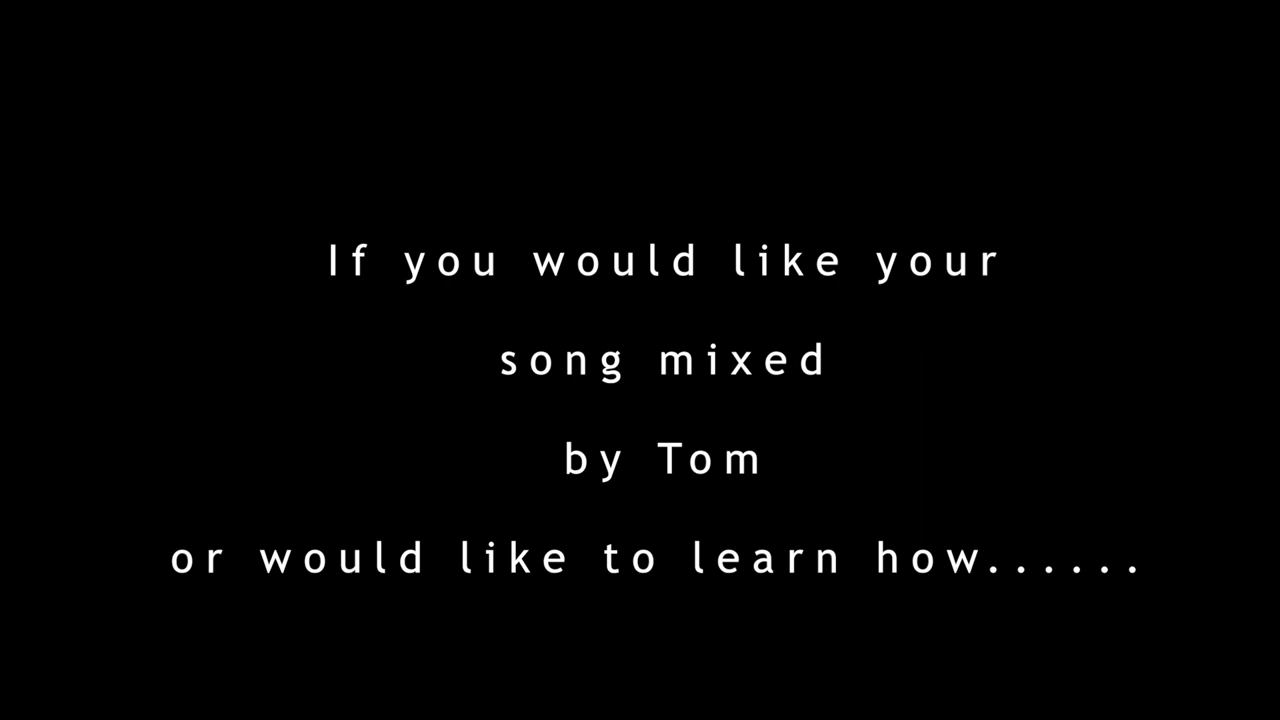 If you would like your
song mixed
by Tom
or would like to learn how......